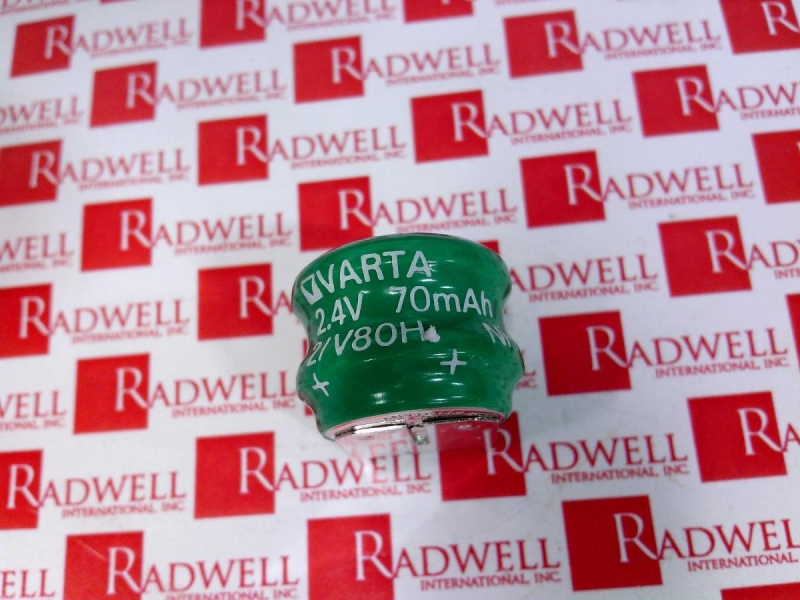 VARTA
2.4V 70mAh
2/V80H
+ +
RADWELL
INTERNATIONAL, INC.